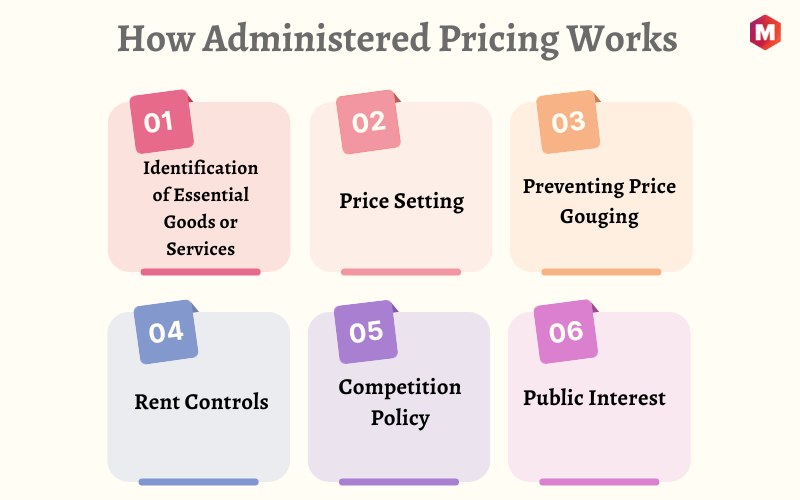 How Administered Pricing Works
M
01
Identification
of Essential
Goods or
Services
02
Price Setting
03
Preventing Price
Gouging
04
Rent Controls
05
Competition
Policy
06
Public Interest